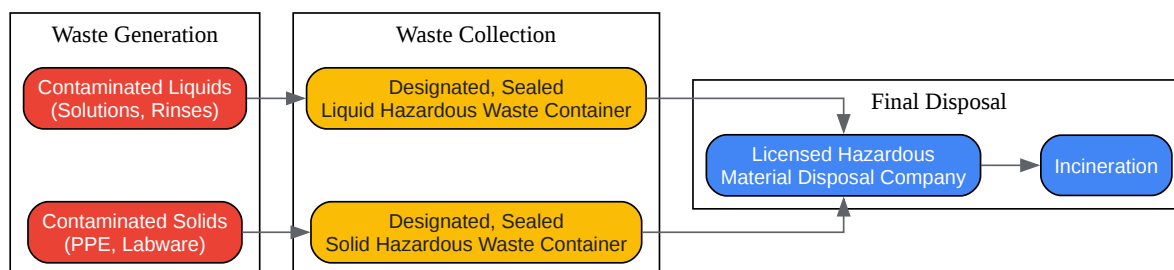 Waste Generation
Contaminated Liquids
(Solutions, Rinses)
Contaminated Solids
(PPE, Labware)
Waste Collection
Designated, Sealed
Liquid Hazardous Waste Container
Designated, Sealed
Solid Hazardous Waste Container
Final Disposal
Licensed Hazardous
Material Disposal Company
Incineration